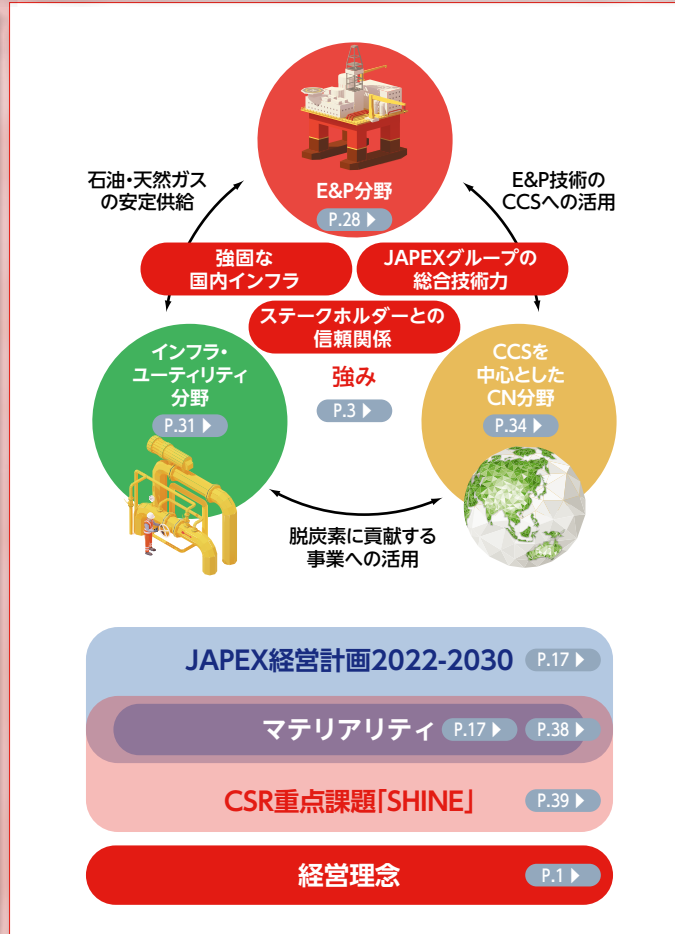 E&P分野
P.28
石油・天然ガス
の安定供給
E&P技術の
CCSへの活用
強固な
国内インフラ
JAPEXグループの
総合技術力
ステークホルダーとの
信頼関係
強み
P.3
インフラ・
ユーティリティ
分野
P.31
CCSを
中心とした
CN分野
P.34
脱炭素に貢献する
事業への活用
JAPEX経営計画2022-2030 P.17
マテリアリティ P.17 P.38
CSR重点課題「SHINE」 P.39
経営理念 P.1